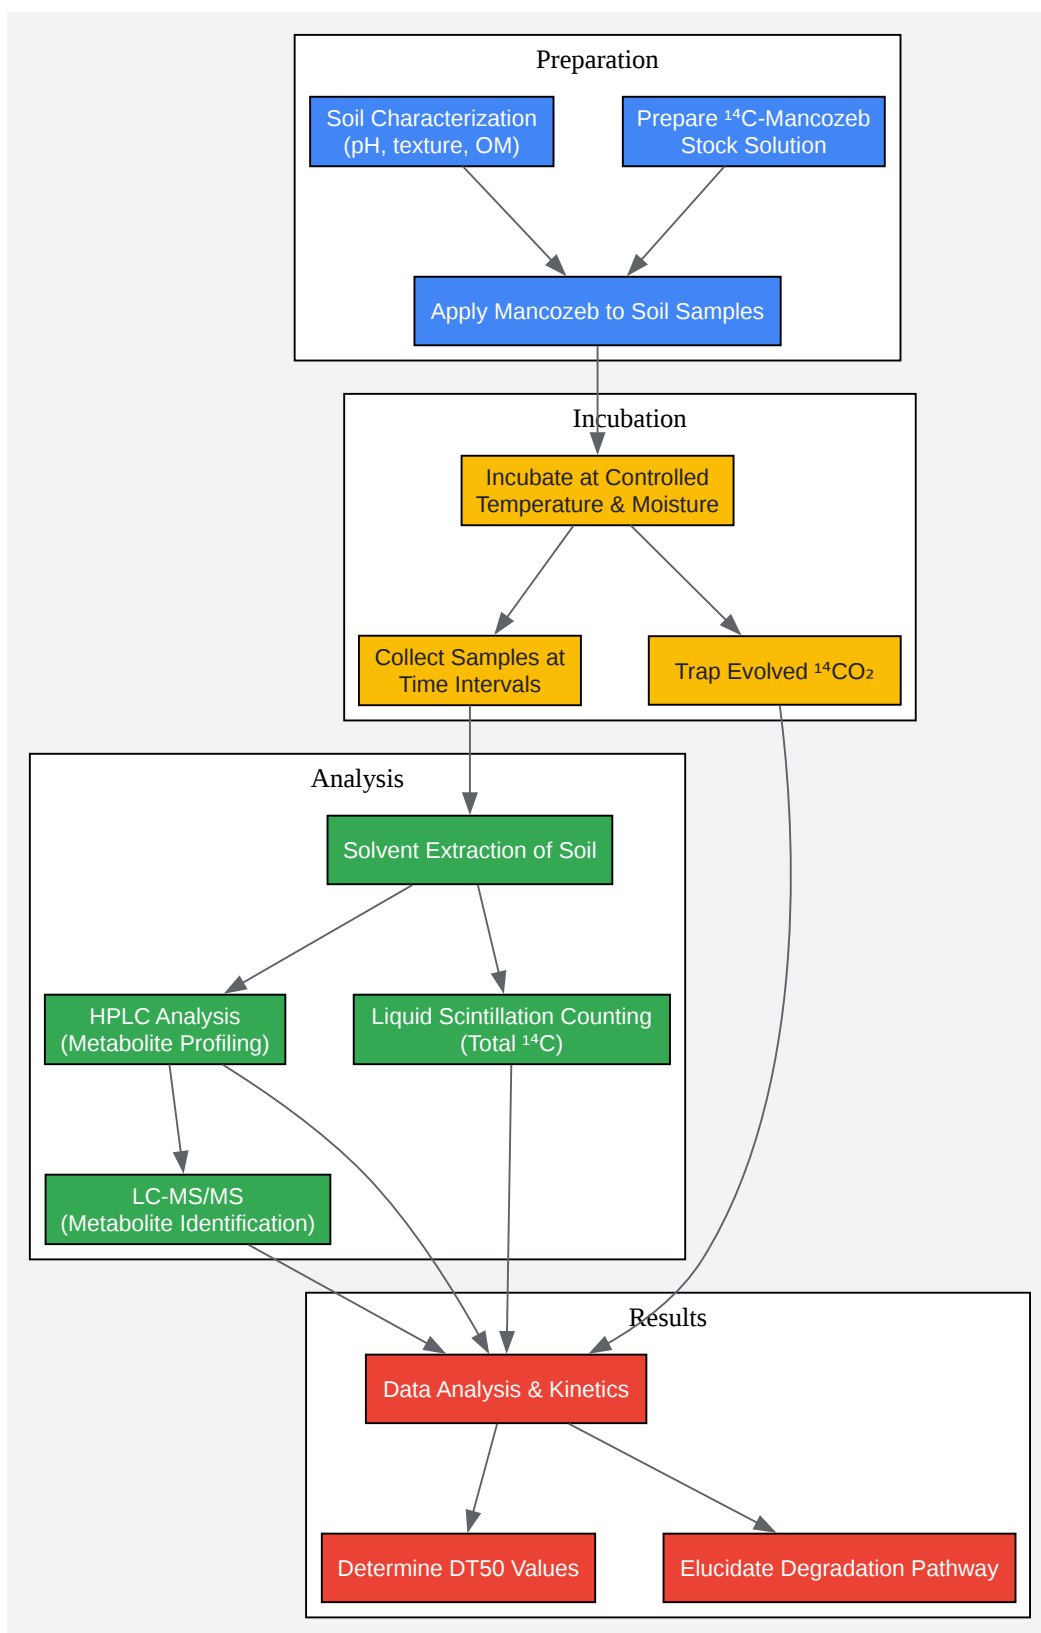 Preparation
Soil Characterization
(pH, texture, OM)
Prepare ¹⁴C-Mancozeb
Stock Solution
Apply Mancozeb to Soil Samples
Incubation
Incubate at Controlled
Temperature & Moisture
Collect Samples at
Time Intervals
Trap Evolved ¹⁴CO₂
Analysis
Solvent Extraction of Soil
HPLC Analysis
(Metabolite Profiling)
Liquid Scintillation Counting
(Total ¹⁴C)
LC-MS/MS
(Metabolite Identification)
Results
Data Analysis & Kinetics
Determine DT50 Values
Elucidate Degradation Pathway